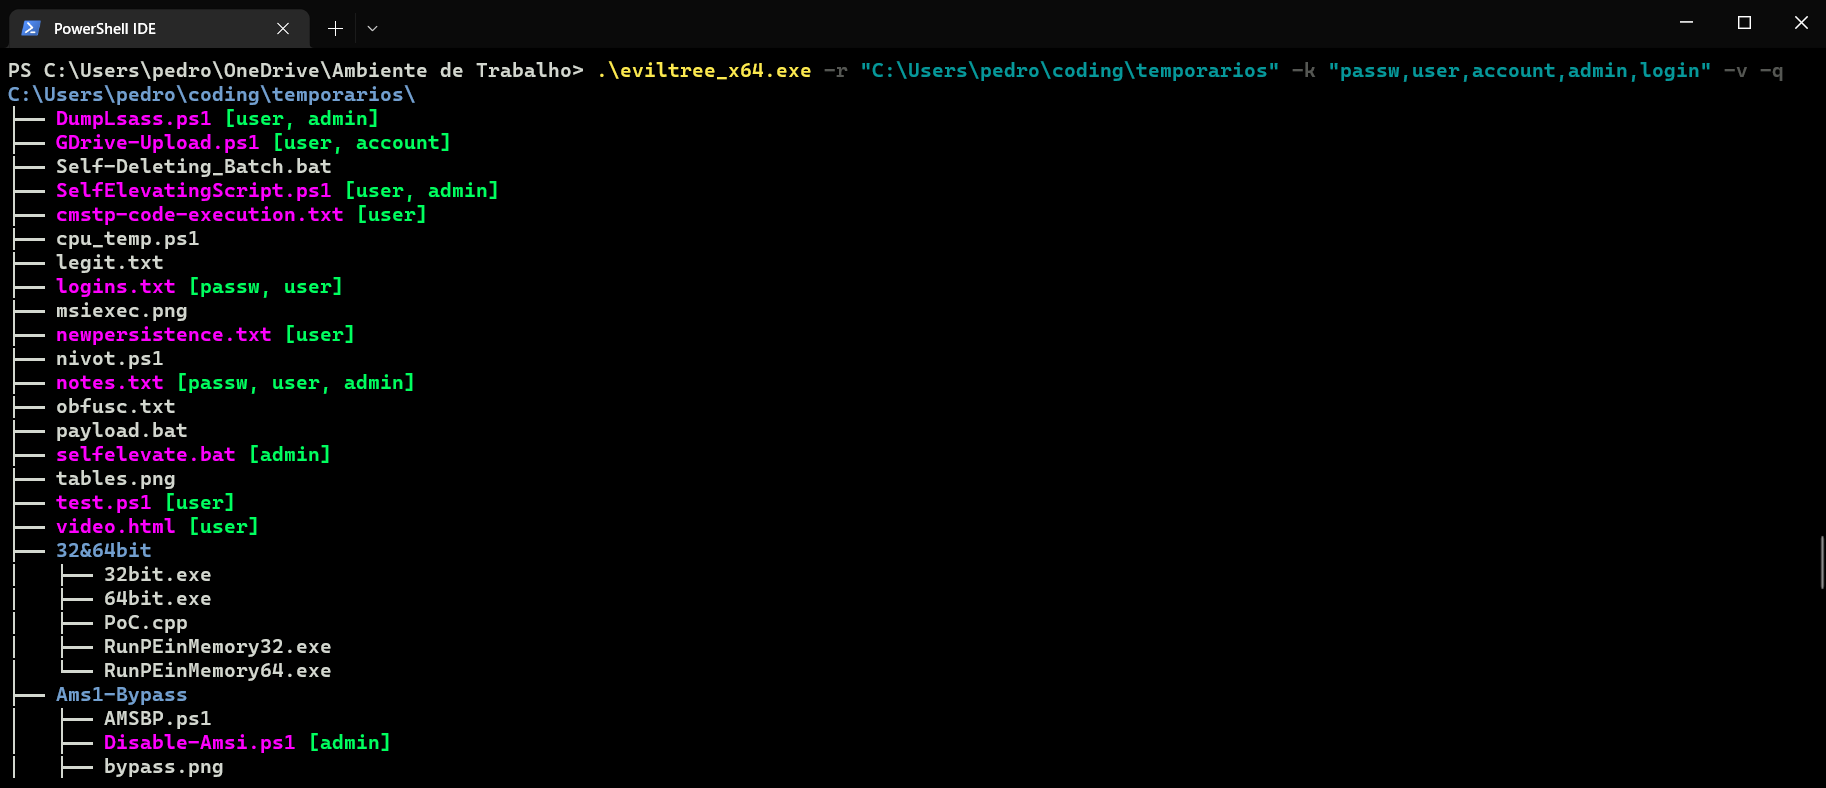 PowerShell IDE
PS C:\Users\pedro\OneDrive\Ambiente de Trabalho> .\eviltree_x64.exe -r "C:\Users\pedro\coding\temporarios" -k "passw,user,account,admin,login" -v -q
C:\Users\pedro\coding\temporarios\
├── DumpLsass.ps1 [user, admin]
├── GDrive-Upload.ps1 [user, account]
├── Self-Deleting_Batch.bat
├── SelfElevatingScript.ps1 [user, admin]
├── cmstp-code-execution.txt [user]
├── cpu_temp.ps1
├── legit.txt
├── logins.txt [passw, user]
├── msiexec.png
├── newpersistence.txt [user]
├── nivot.ps1
├── notes.txt [passw, user, admin]
├── obfusc.txt
├── payload.bat
├── selfelevate.bat [admin]
├── tables.png
├── test.ps1 [user]
├── video.html [user]
├── 32&64bit
│   ├── 32bit.exe
│   ├── 64bit.exe
│   ├── PoC.cpp
│   ├── RunPEinMemory32.exe
│   └── RunPEinMemory64.exe
├── Ams1-Bypass
│   ├── AMSBP.ps1
│   ├── Disable-Amsi.ps1 [admin]
│   ├── bypass.png